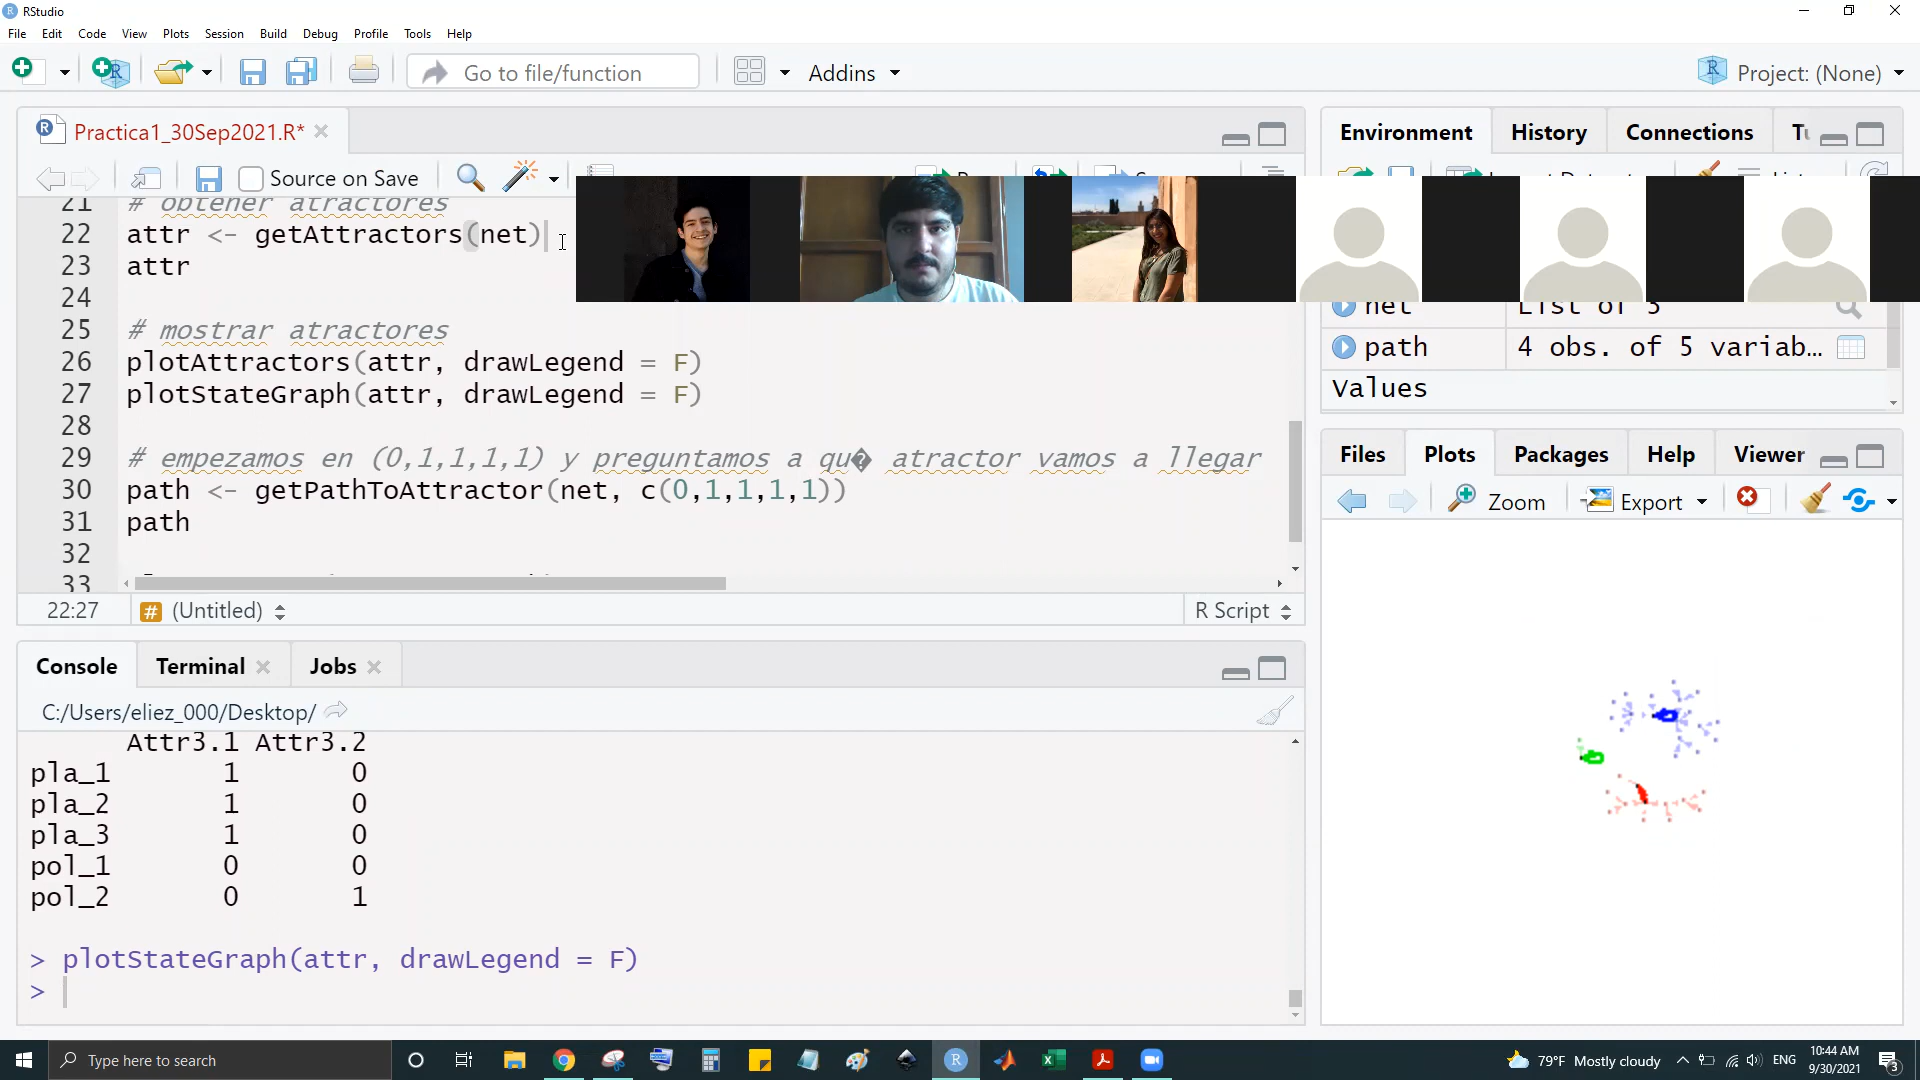 RStudio
File Edit Code View Plots Session Build Debug Profile Tools Help
Go to file/function
Addins
Project: (None)
Practica1_30Sep2021.R*
Source on Save
21 # obtener atractores
22 attr <- getAttractors(net)
23 attr
24
25 # mostrar atractores
26 plotAttractors(attr, drawLegend = F)
27 plotStateGraph(attr, drawLegend = F)
28
29 # empezamos en (0,1,1,1,1) y preguntamos a qu� atractor vamos a llegar
30 path <- getPathToAttractor(net, c(0,1,1,1,1))
31 path
32
33
22:27 # (Untitled) R Script
Console Terminal Jobs
C:/Users/eliez_000/Desktop/
Attr3.1 Attr3.2
pla_1 1 0
pla_2 1 0
pla_3 1 0
pol_1 0 0
pol_2 0 1
> plotStateGraph(attr, drawLegend = F)
>
Environment History Connections
net List of 5
path 4 obs. of 5 variab...
Values
Files Plots Packages Help Viewer
Zoom Export
Type here to search
79°F Mostly cloudy ENG 10:44 AM
9/30/2021
3